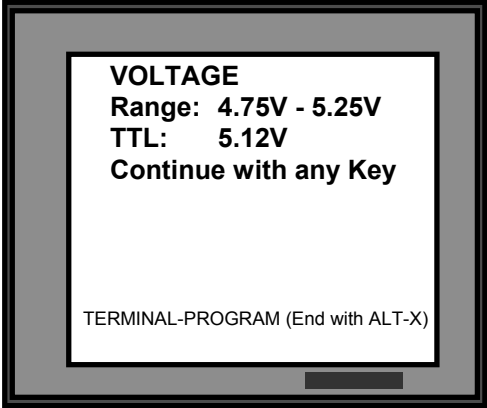 VOLTAGE
Range: 4.75V - 5.25V
TTL: 5.12V
Continue with any Key
TERMINAL-PROGRAM (End with ALT-X)